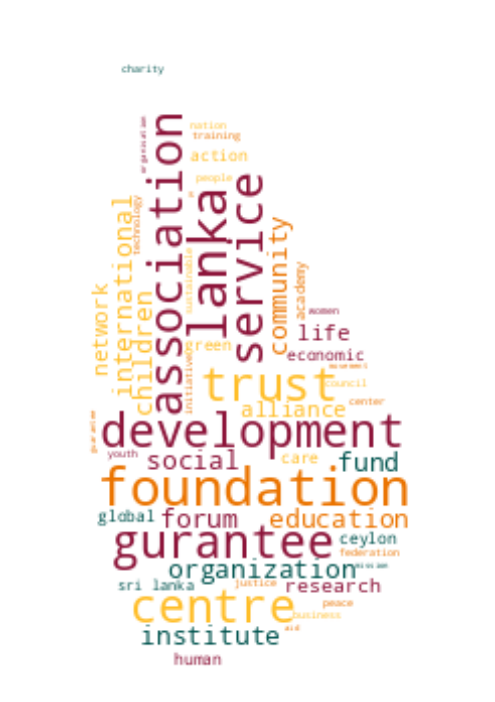 charity
association
organisation
nation
training
action
people
lanka
service
international
technology
sustainable
community
academy
network
children
initiative
women
life
green
economic
movement
trust
council
alliance
center
development
guarantee
youth
social
care
fund
foundation
global
forum
education
gurantee
ceylon
federation
organization
mission
sri lanka
justice
research
centre
peace
business
institute
aid
human